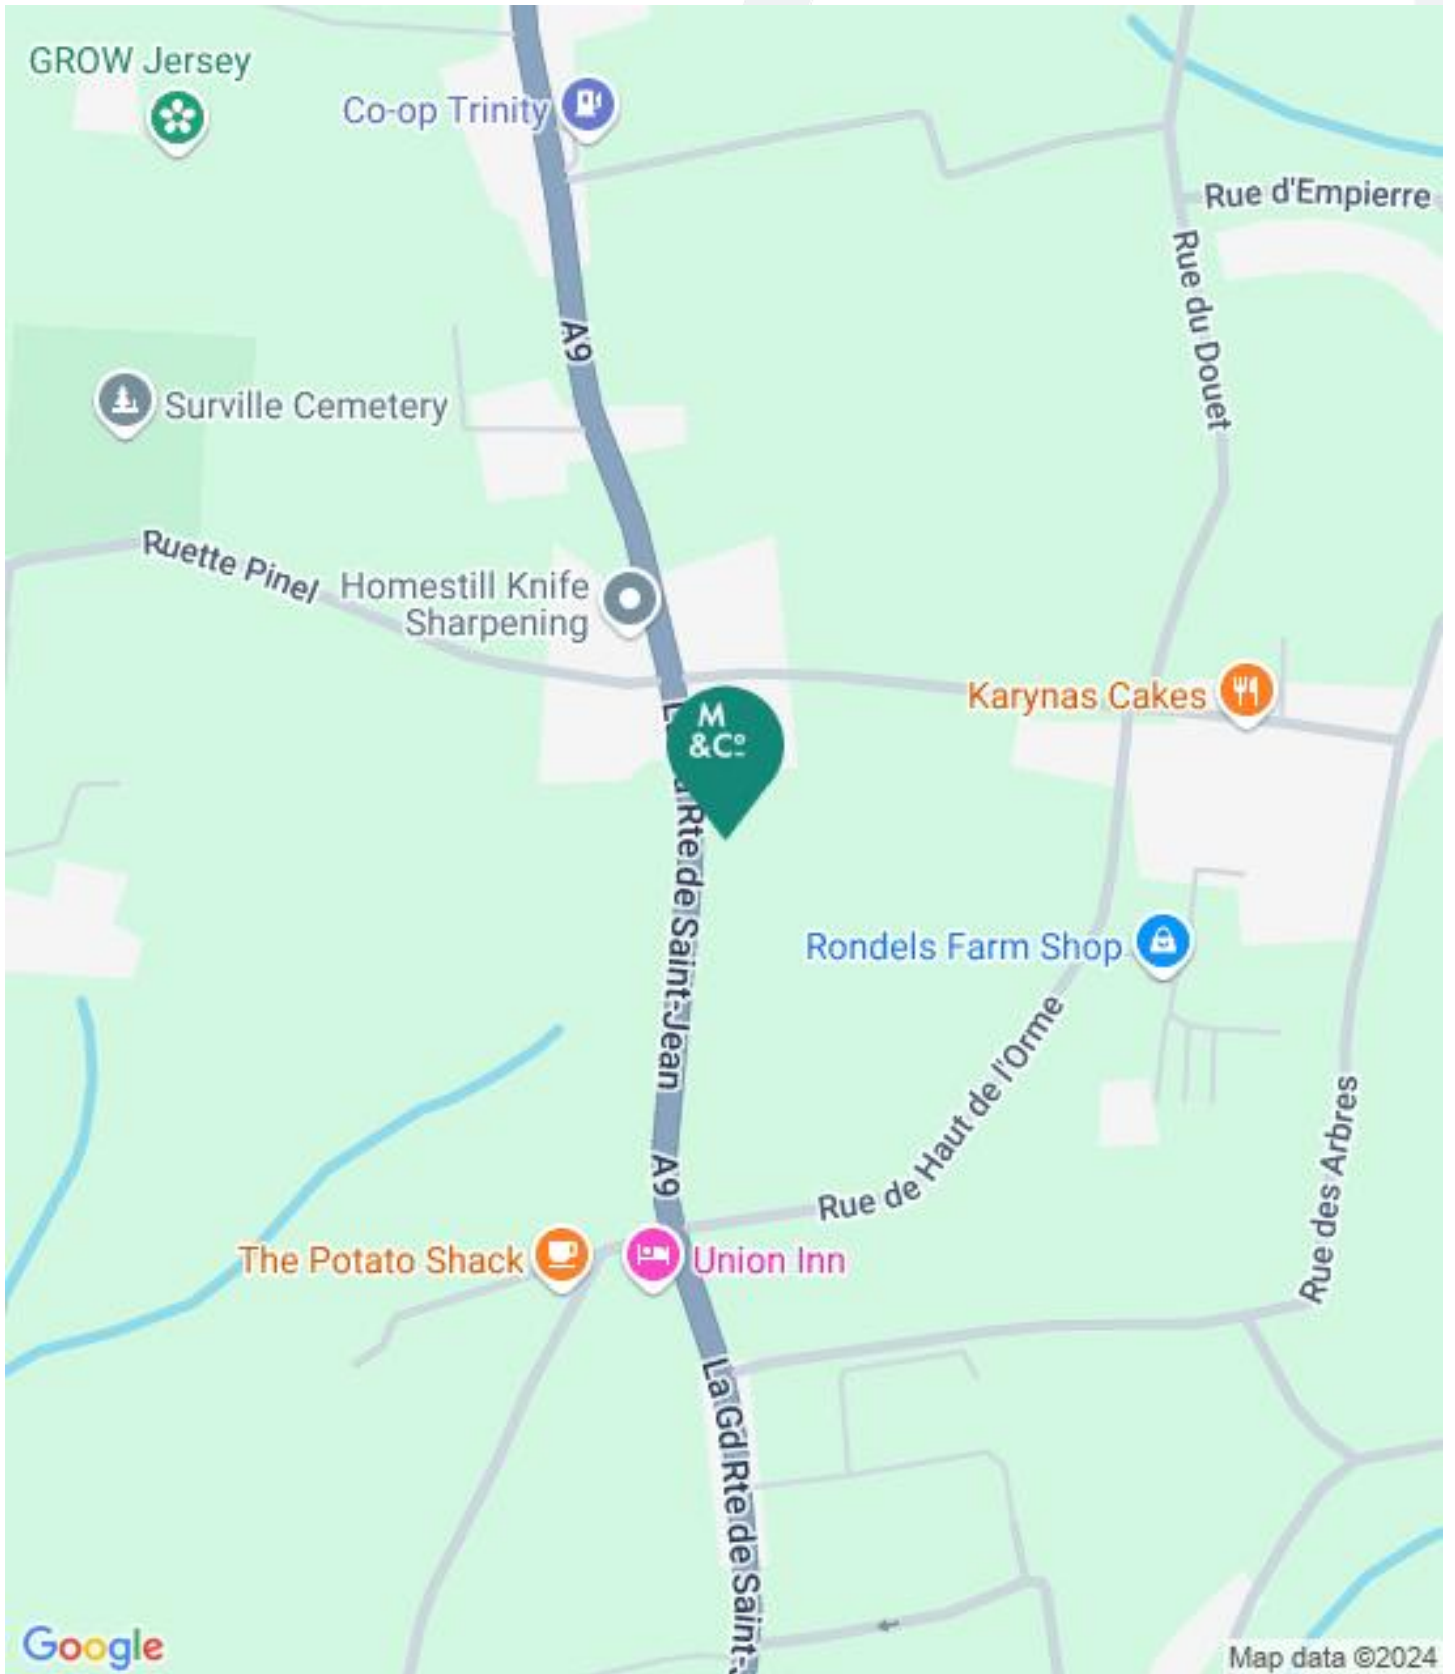 GROW Jersey
Co-op Trinity
Rue d'Empierre
Rue du Douet
A9
Surville Cemetery
Ruette Pinel
Homestill Knife
Sharpening
Karynas Cakes
M
&Cº
Rte de Saint-Jean
Rondels Farm Shop
Rue de Haut de l'Orme
A9
Rue des Arbres
The Potato Shack
Union Inn
La Gd Rte de Saint-
Google
Map data ©2024